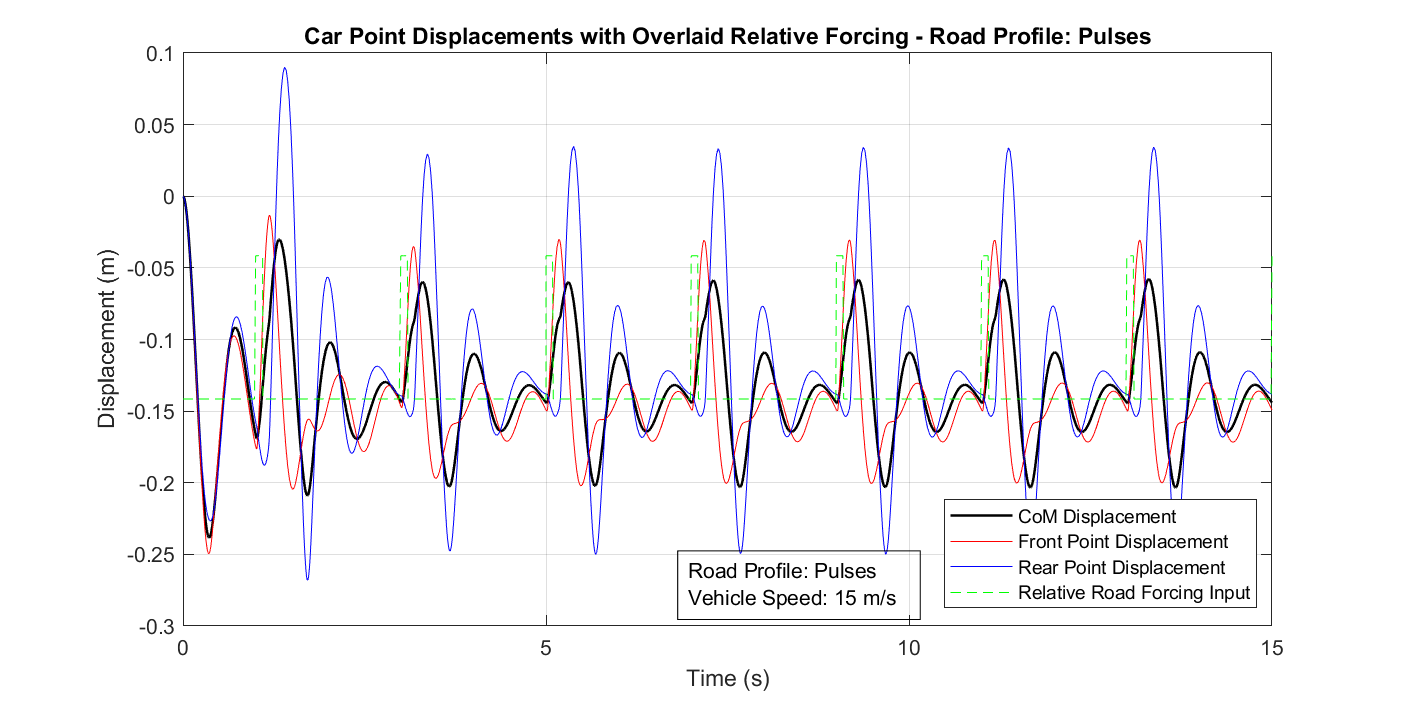 Car Point Displacements with Overlaid Relative Forcing - Road Profile: Pulses
0.1
0.05
0
-0.05
-0.1
-0.15
-0.2
-0.25
-0.3
Displacement (m)
CoM Displacement
Front Point Displacement
Rear Point Displacement
Relative Road Forcing Input
Road Profile: Pulses
Vehicle Speed: 15 m/s
0 5 10 15
Time (s)